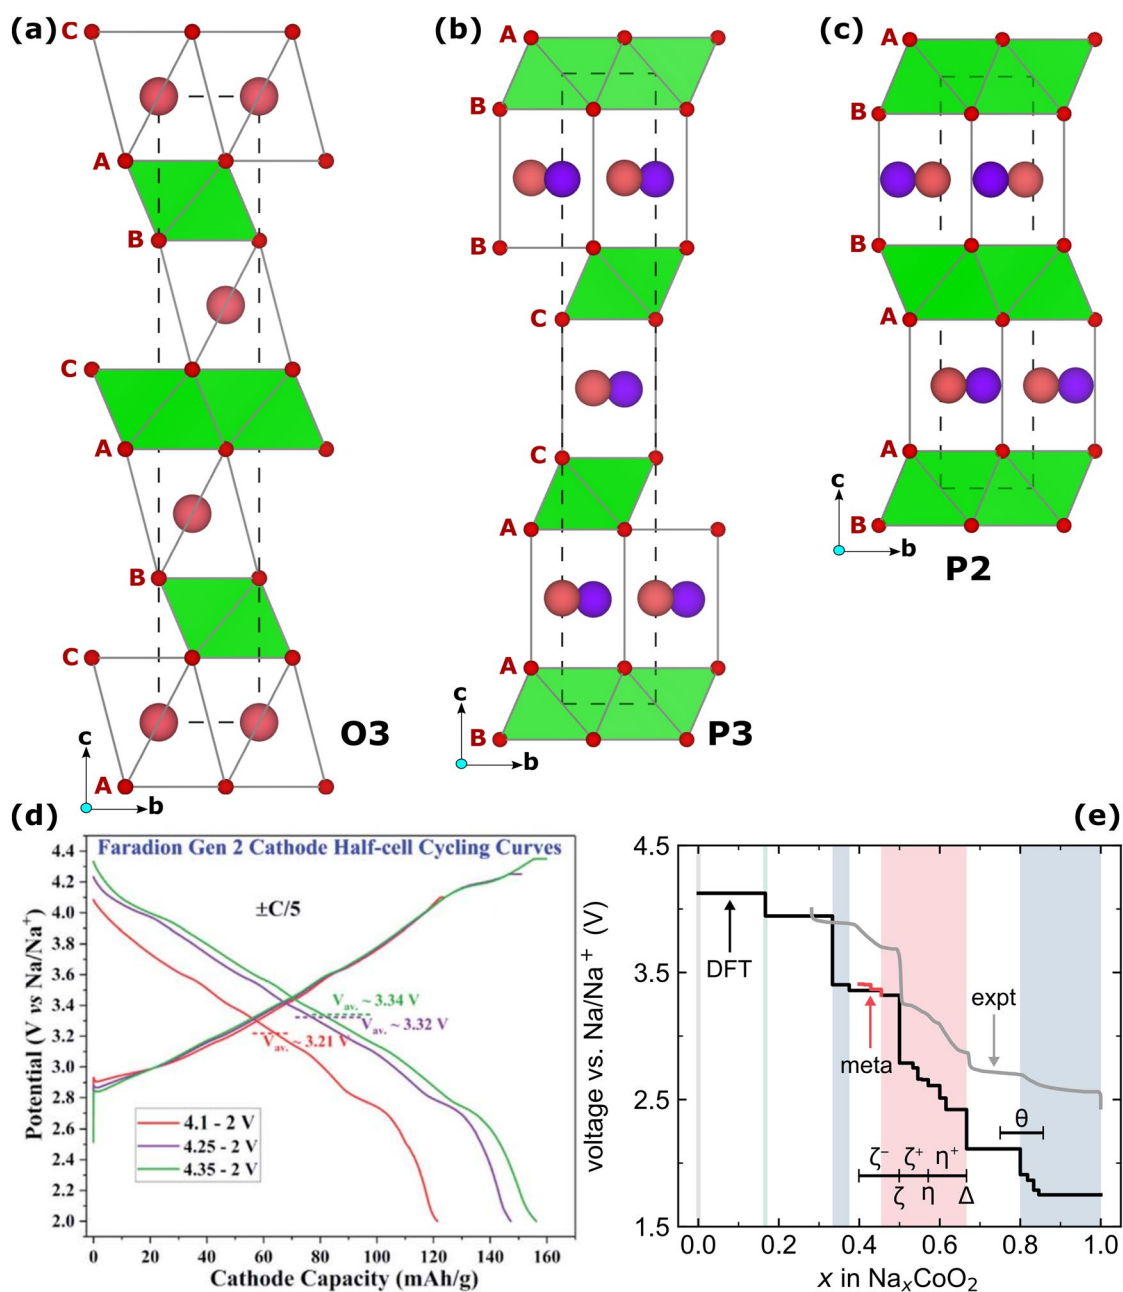 (a)
C
A
B
C
A
B
C
A
c
b
O3
(b)
A
B
B
C
C
A
A
B
c
b
P3
(c)
A
B
B
A
A
B
c
b
P2
(d)
Faradion Gen 2 Cathode Half-cell Cycling Curves
±C/5
Vav. ~ 3.34 V
Vav. ~ 3.32 V
Vav. ~ 3.21 V
4.1 - 2 V
4.25 - 2 V
4.35 - 2 V
Potential (V vs Na/Na+)
4.4
4.2
4.0
3.8
3.6
3.4
3.2
3.0
2.8
2.6
2.4
2.2
2.0
0 20 40 60 80 100 120 140 160
Cathode Capacity (mAh/g)
(e)
voltage vs. Na/Na+ (V)
4.5
3.5
2.5
1.5
DFT
expt
meta
θ
ζ− ζ+ η+
ζ η Δ
0.0 0.2 0.4 0.6 0.8 1.0
x in NaxCoO2